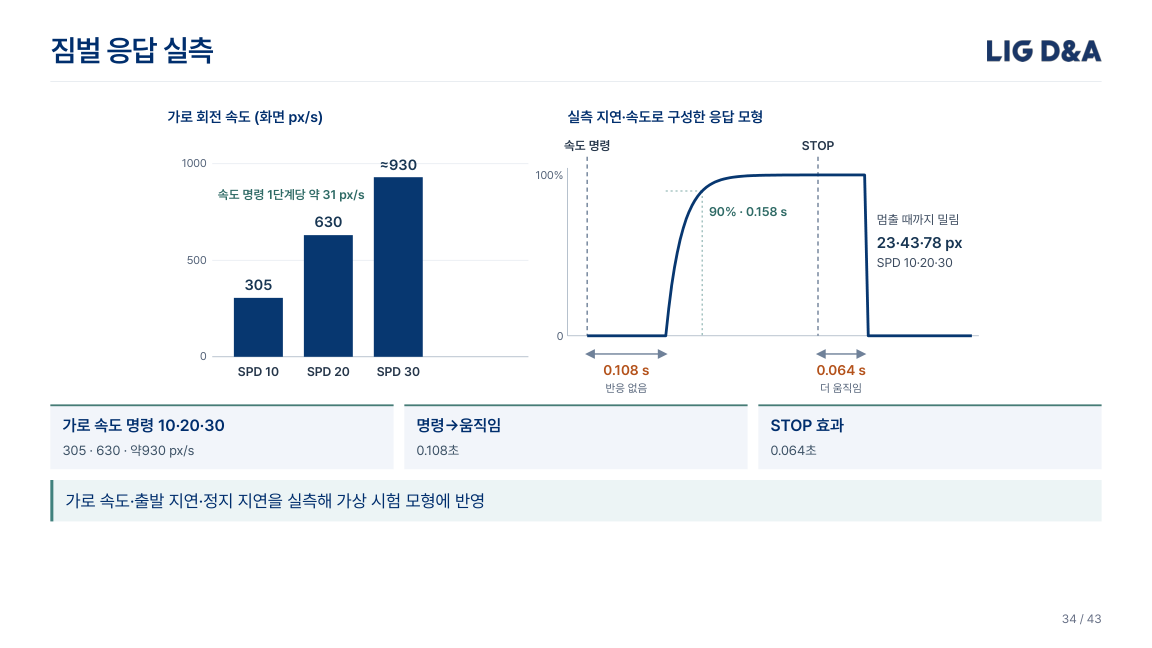 짐벌 응답 실측
LIG D&A
가로 회전 속도 (화면 px/s)
1000
500
0
속도 명령 1단계당 약 31 px/s
305
630
≈930
SPD 10
SPD 20
SPD 30
실측 지연·속도로 구성한 응답 모형
속도 명령
STOP
100%
0
90% · 0.158 s
멈출 때까지 밀림
23·43·78 px
SPD 10·20·30
0.108 s
반응 없음
0.064 s
더 움직임
가로 속도 명령 10·20·30
305 · 630 · 약930 px/s
명령→움직임
0.108초
STOP 효과
0.064초
가로 속도·출발 지연·정지 지연을 실측해 가상 시험 모형에 반영
34 / 43